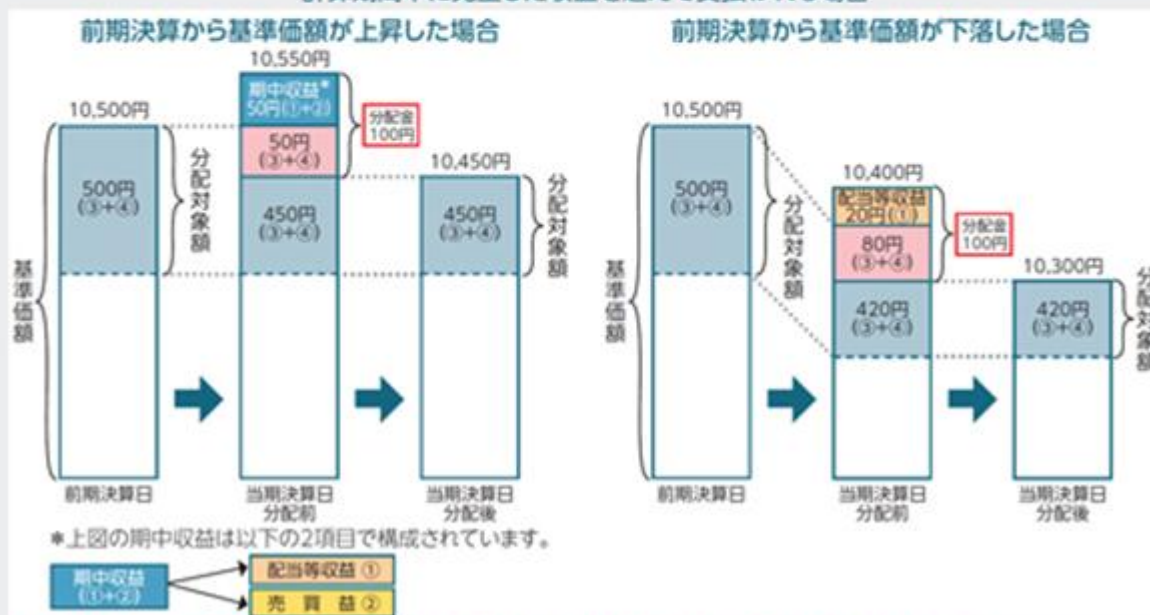 前期決算から基準価額が上昇した場合
10,500円
500円
(③+④)
分配対象額
基準価額
10,550円
期中収益*
50円(①+②)
50円
(③+④)
450円
(③+④)
分配金
100円
10,450円
450円
(③+④)
分配対象額
前期決算日
当期決算日
分配前
当期決算日
分配後
前期決算から基準価額が下落した場合
10,500円
500円
(③+④)
分配対象額
基準価額
10,400円
配当等収益
20円(①)
80円
(③+④)
420円
(③+④)
分配金
100円
10,300円
420円
(③+④)
分配対象額
前期決算日
当期決算日
分配前
当期決算日
分配後
*上図の期中収益は以下の2項目で構成されています。
期中収益
(①+②)
配当等収益 ①
売 買 益 ②